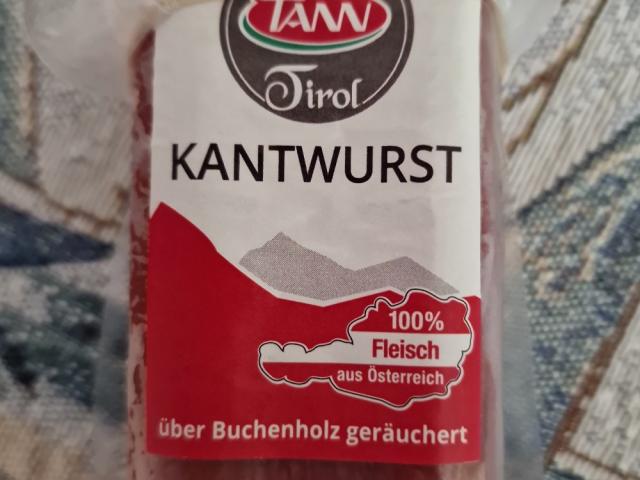 TANN
Tirol
KANTWURST
100%
Fleisch
aus Österreich
über Buchenholz geräuchert